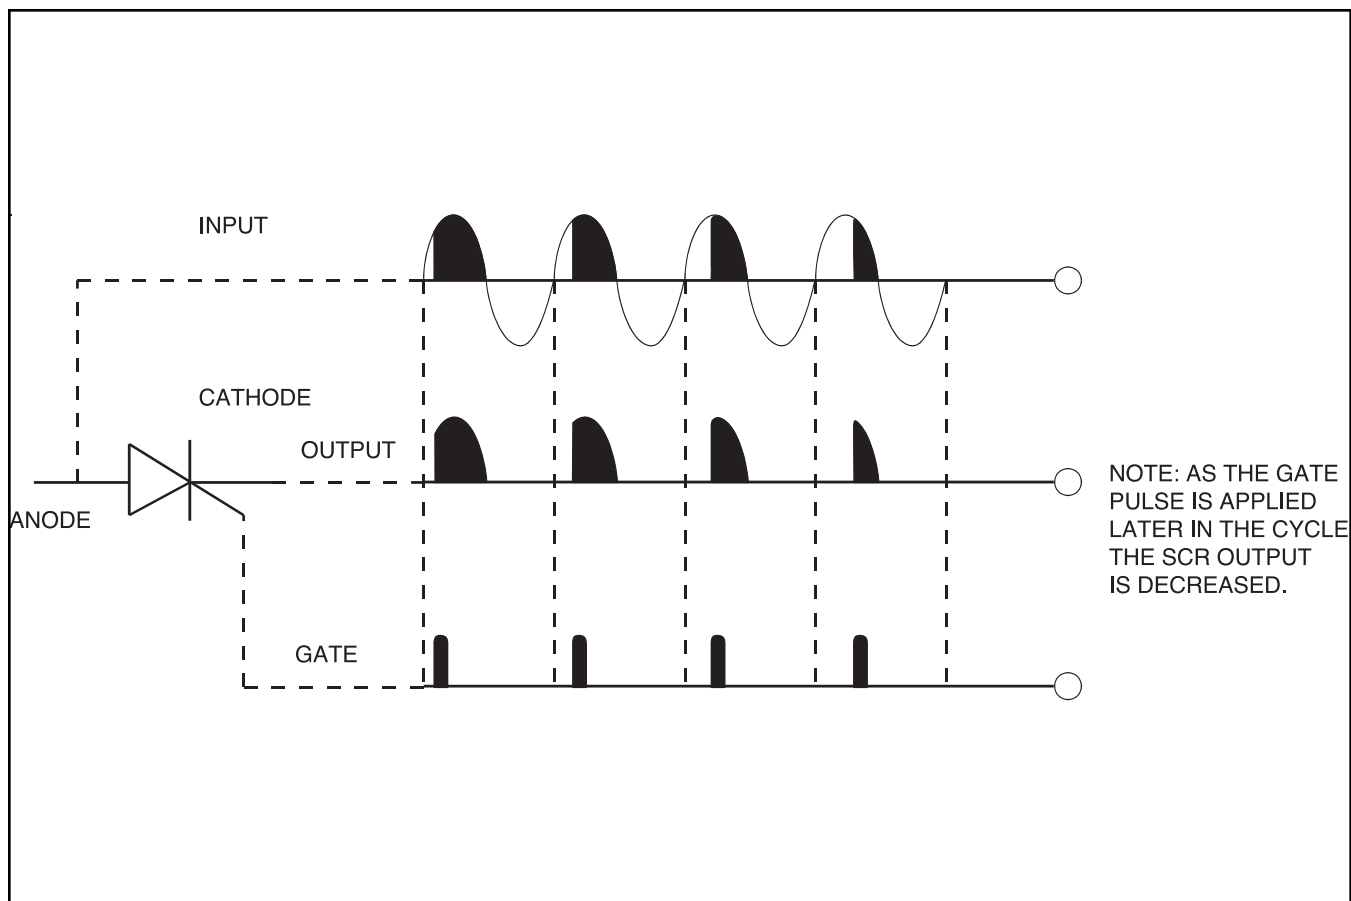 INPUT
CATHODE
OUTPUT
ANODE
GATE
NOTE: AS THE GATE
PULSE IS APPLIED
LATER IN THE CYCLE
THE SCR OUTPUT
IS DECREASED.